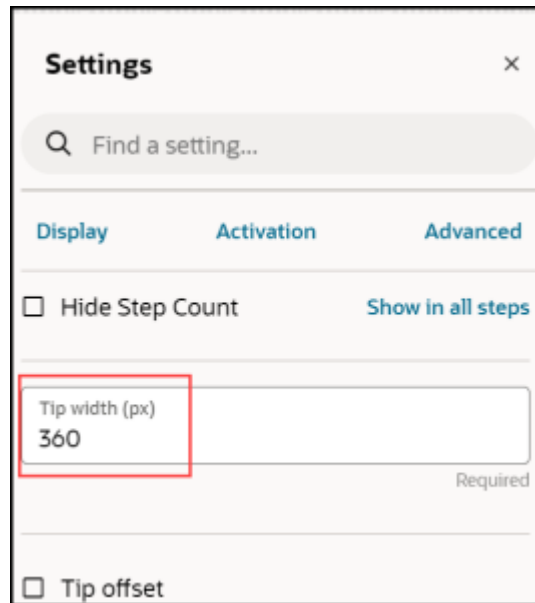 Settings
Find a setting...
Display Activation Advanced
Hide Step Count Show in all steps
Tip width (px)
360
Required
Tip offset